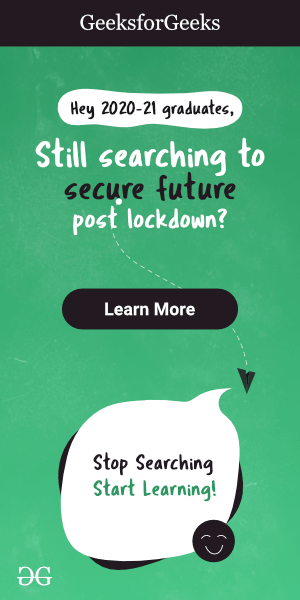 GeeksforGeeks
Hey 2020-21 graduates,
Still searching to
secure future
post lockdown?
Learn More
Stop Searching
Start Learning!